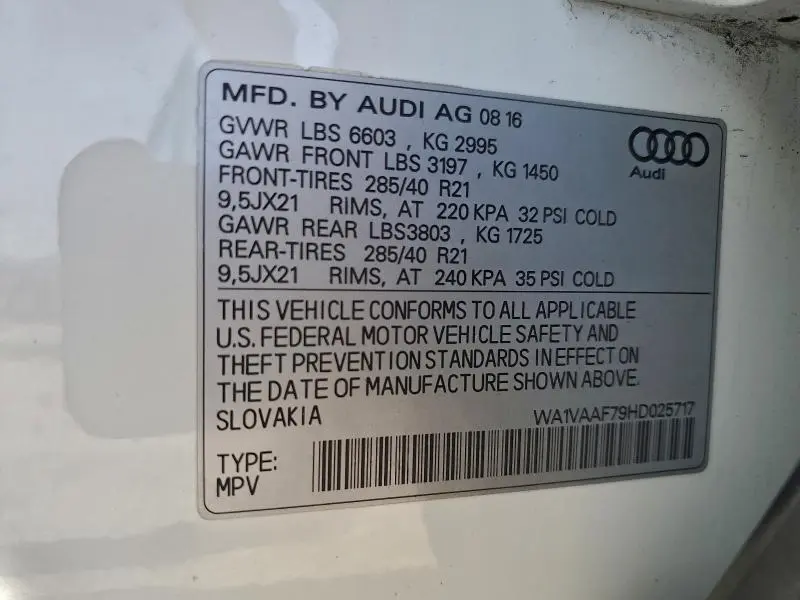 MFD. BY AUDI AG 08 16
GVWR LBS 6603 , KG 2995
GAWR FRONT LBS 3197 , KG 1450
FRONT-TIRES 285/40 R21
9,5JX21 RIMS, AT 220 KPA 32 PSI COLD
GAWR REAR LBS3803 , KG 1725
REAR-TIRES 285/40 R21
9,5JX21 RIMS, AT 240 KPA 35 PSI COLD
Audi
THIS VEHICLE CONFORMS TO ALL APPLICABLE
U.S. FEDERAL MOTOR VEHICLE SAFETY AND
THEFT PREVENTION STANDARDS IN EFFECT ON
THE DATE OF MANUFACTURE SHOWN ABOVE.
SLOVAKIA WA1VAAF79HD025717
TYPE:
MPV